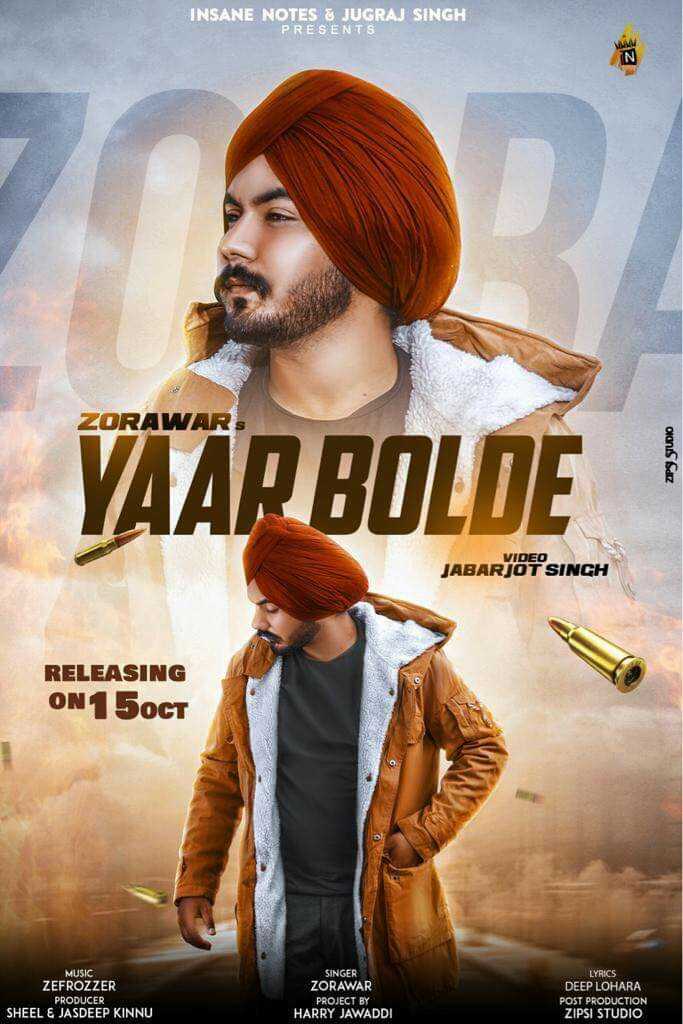 INSANE NOTES & JUGRAJ SINGH
PRESENTS
N
ZORA
ZORAWAR's
YAAR BOLDE
ZIPSI STUDIO
VIDEO
JABARJOT SINGH
RELEASING
ON 15 OCT
MUSIC
ZEFROZZER
PRODUCER
SHEEL & JASDEEP KINNU
SINGER
ZORAWAR
PROJECT BY
HARRY JAWADDI
LYRICS
DEEP LOHARA
POST PRODUCTION
ZIPSI STUDIO